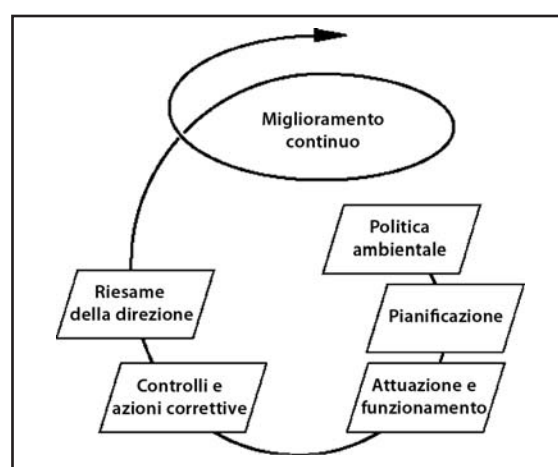 Miglioramento
continuo
Politica
ambientale
Pianificazione
Attuazione e
funzionamento
Controlli e
azioni correttive
Riesame
della direzione